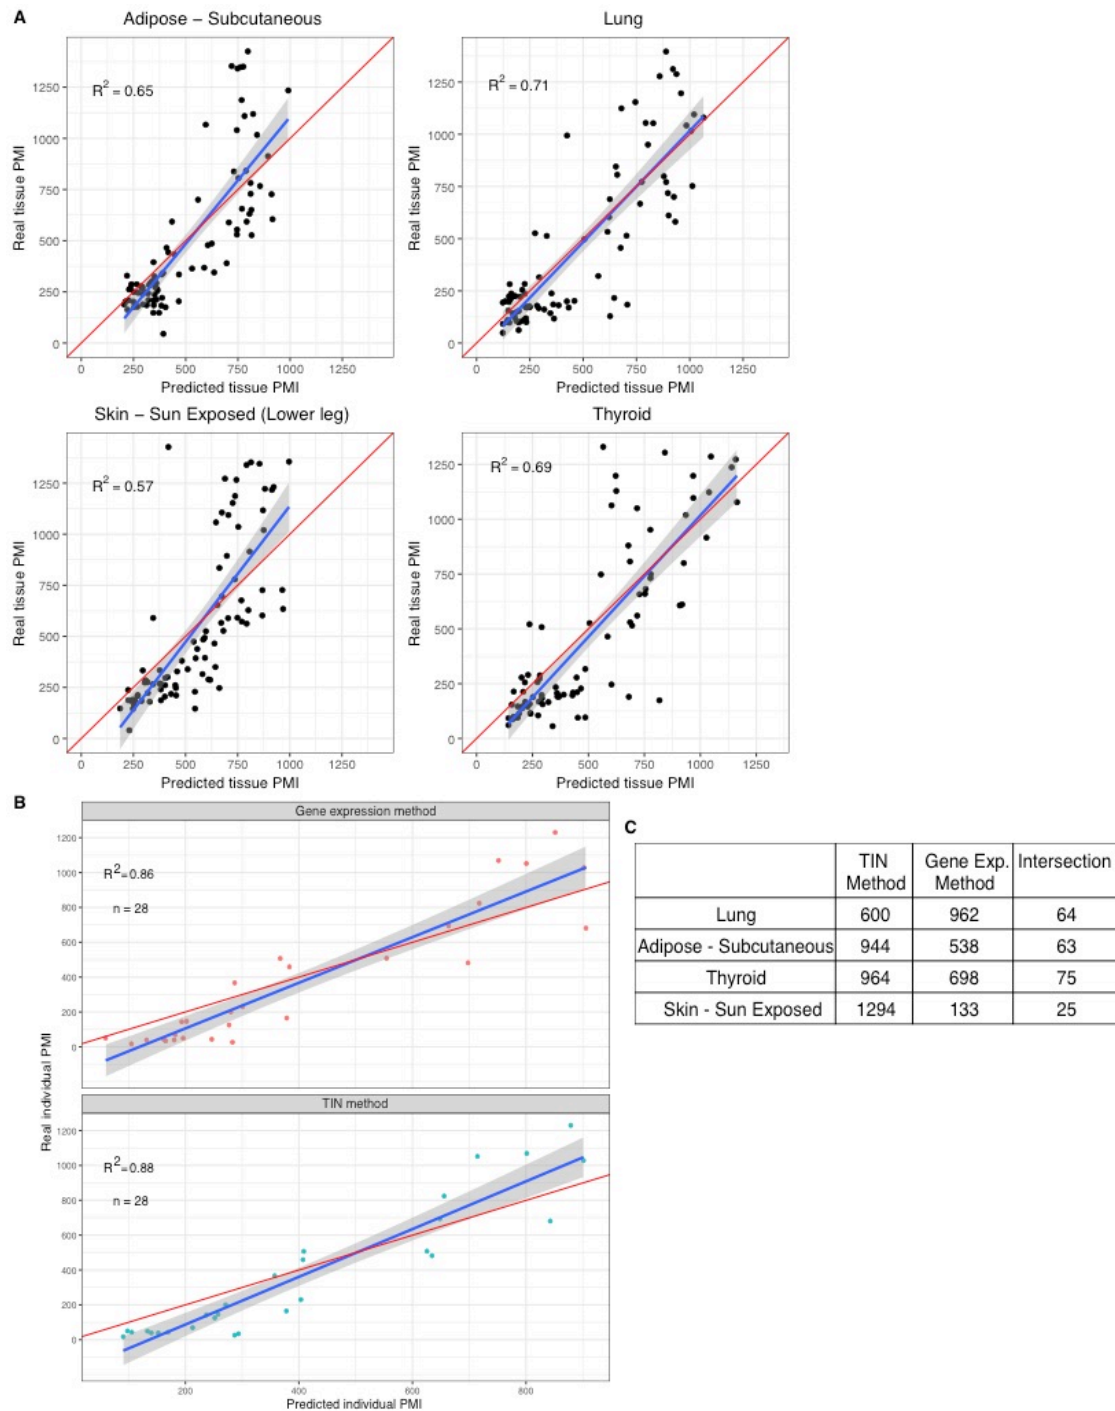 A
Adipose – Subcutaneous
Lung
R² = 0.65
R² = 0.71
Real tissue PMI
1250
1000
750
500
250
0
Real tissue PMI
1250
1000
750
500
250
0
0 250 500 750 1000 1250
0 250 500 750 1000 1250
Predicted tissue PMI
Predicted tissue PMI
Skin – Sun Exposed (Lower leg)
Thyroid
R² = 0.57
R² = 0.69
Real tissue PMI
1250
1000
750
500
250
0
Real tissue PMI
1250
1000
750
500
250
0
0 250 500 750 1000 1250
0 250 500 750 1000 1250
Predicted tissue PMI
Predicted tissue PMI
B
Gene expression method
R²=0.86
n = 28
1200
1000
800
600
400
200
0
Real individual PMI
TIN method
R²=0.88
n = 28
1200
1000
800
600
400
200
0
200 400 600 800
Predicted individual PMI
C
TIN Method Gene Exp. Method Intersection
Lung 600 962 64
Adipose - Subcutaneous 944 538 63
Thyroid 964 698 75
Skin - Sun Exposed 1294 133 25